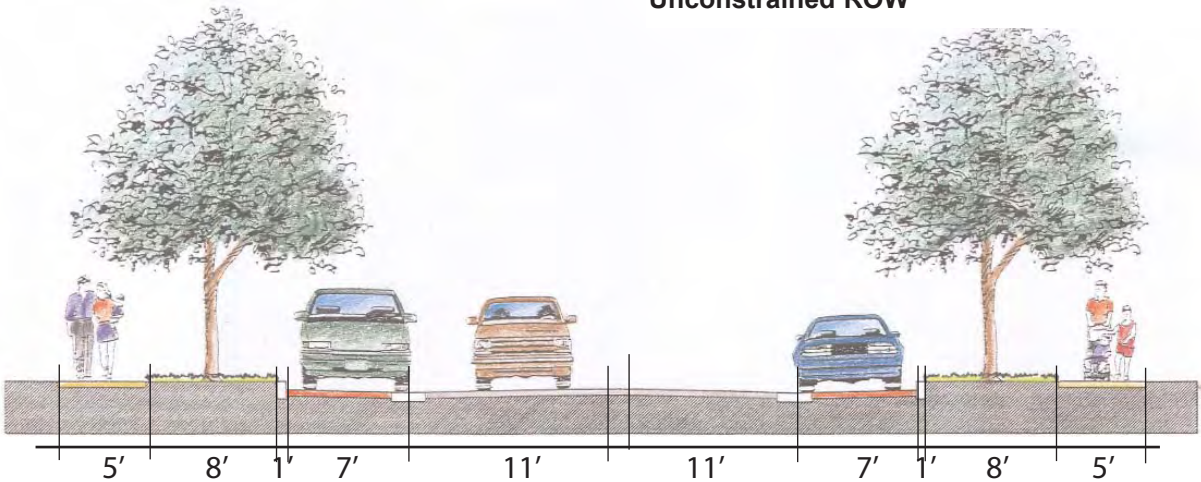 Unconstrained ROW
5’ 8’ 1’ 7’ 11’ 11’ 7’ 1’ 8’ 5’